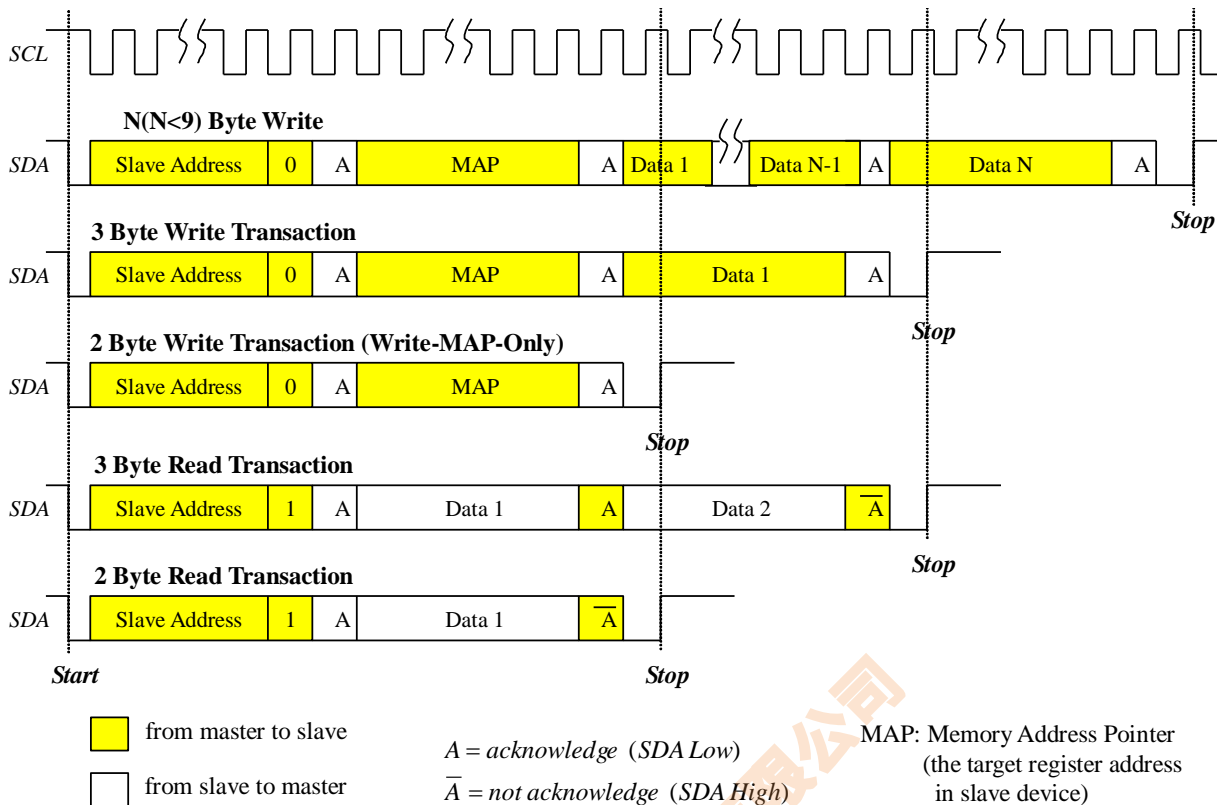 SCL
N(N<9) Byte Write
SDA Slave Address 0 A MAP A Data 1 Data N-1 A Data N A
Stop
3 Byte Write Transaction
SDA Slave Address 0 A MAP A Data 1 A
Stop
2 Byte Write Transaction (Write-MAP-Only)
SDA Slave Address 0 A MAP A
Stop
3 Byte Read Transaction
SDA Slave Address 1 A Data 1 A Data 2 A̅
Stop
2 Byte Read Transaction
SDA Slave Address 1 A Data 1 A̅
Start Stop
from master to slave
from slave to master
A = acknowledge (SDA Low)
A̅ = not acknowledge (SDA High)
MAP: Memory Address Pointer
(the target register address
in slave device)
限公司